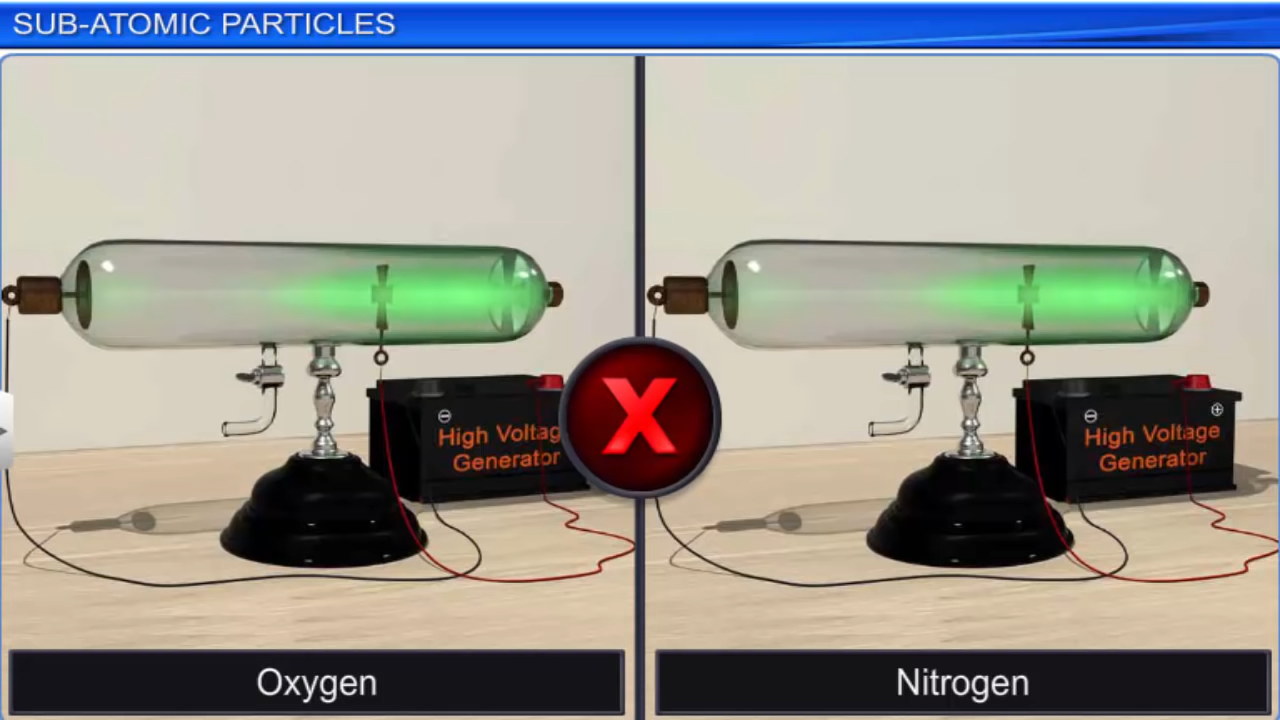 SUB-ATOMIC PARTICLES
High Voltag
Generator
High Voltage
Generator
X
Oxygen
Nitrogen